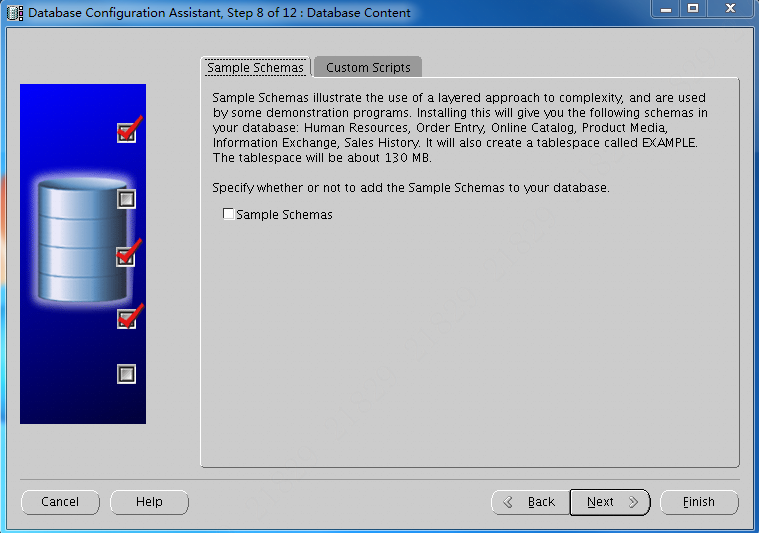 Database Configuration Assistant, Step 8 of 12 : Database Content
Sample Schemas
Custom Scripts
Sample Schemas illustrate the use of a layered approach to complexity, and are used
by some demonstration programs. Installing this will give you the following schemas in
your database: Human Resources, Order Entry, Online Catalog, Product Media,
Information Exchange, Sales History. It will also create a tablespace called EXAMPLE.
The tablespace will be about 130 MB.
Specify whether or not to add the Sample Schemas to your database.
Sample Schemas
Cancel
Help
Back
Next
Finish